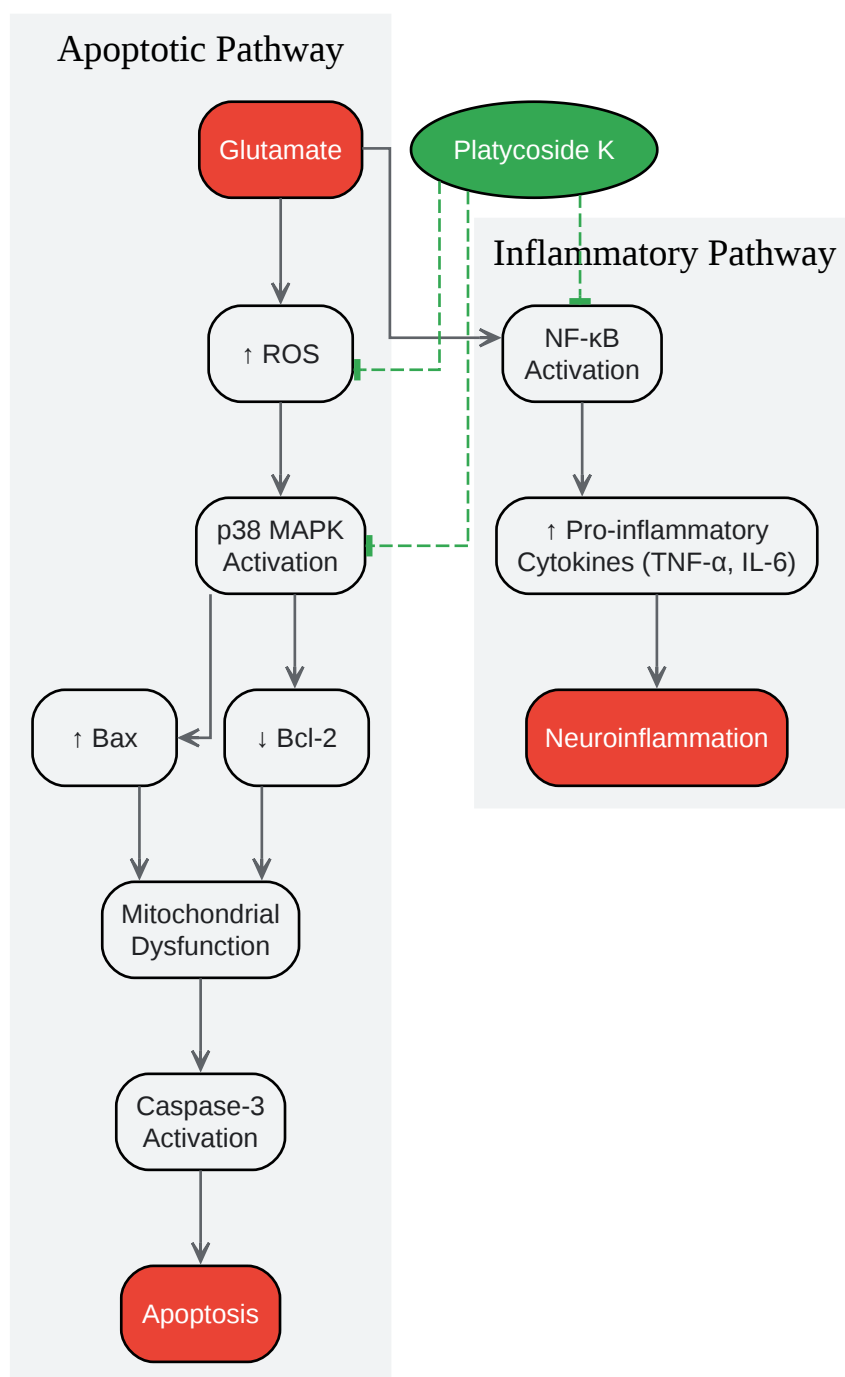 Apoptotic Pathway
Glutamate
Platycoside K
Inflammatory Pathway
↑ ROS
NF-κB
Activation
p38 MAPK
Activation
↑ Pro-inflammatory
Cytokines (TNF-α, IL-6)
↑ Bax
↓ Bcl-2
Neuroinflammation
Mitochondrial
Dysfunction
Caspase-3
Activation
Apoptosis